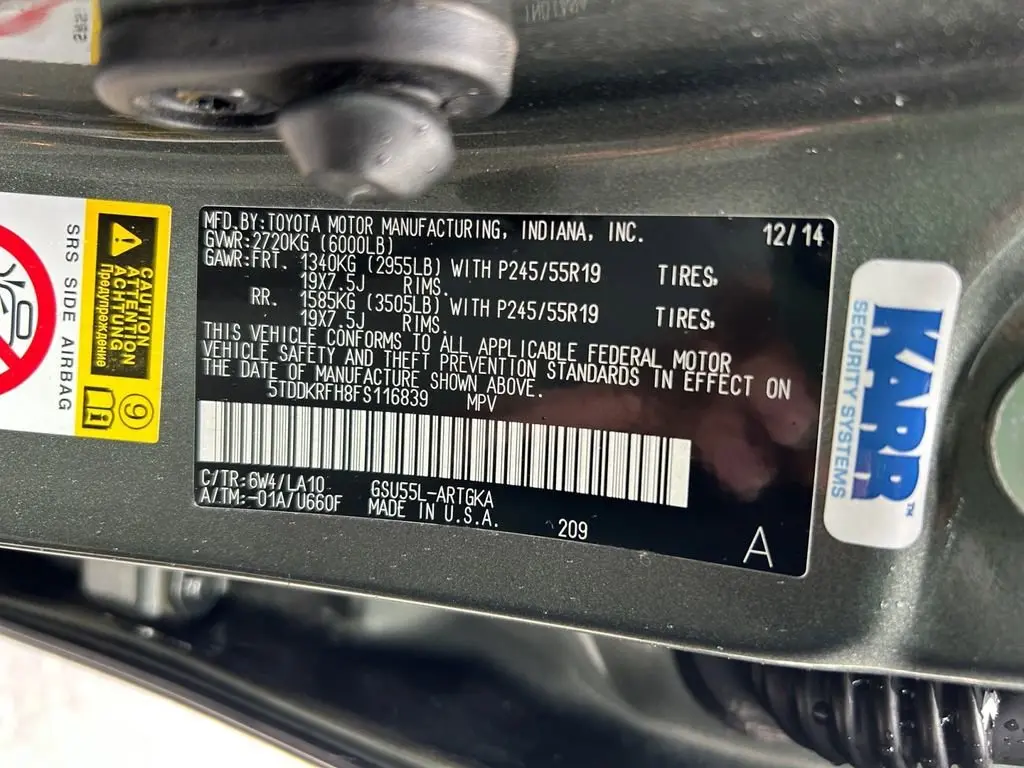 MFD.BY:TOYOTA MOTOR MANUFACTURING, INDIANA, INC. 12/14
GVWR:2720KG (6000LB)
GAWR:FRT. 1340KG (2955LB) WITH P245/55R19 TIRES,
19X7.5J RIMS.
RR. 1585KG (3505LB) WITH P245/55R19 TIRES,
19X7.5J RIMS.
THIS VEHICLE CONFORMS TO ALL APPLICABLE FEDERAL MOTOR
VEHICLE SAFETY AND THEFT PREVENTION STANDARDS IN EFFECT ON
THE DATE OF MANUFACTURE SHOWN ABOVE.
5TDDKRFH8FS116839 MPV
C/TR:6W4/LA10 GSU55L-ARTGKA
A/TM:-01A/U660F MADE IN U.S.A. 209
A
SRS SIDE AIRBAG
CAUTION
ATTENTION
ACHTUNG
Предупреждение
9
KARR™
SECURITY SYSTEMS